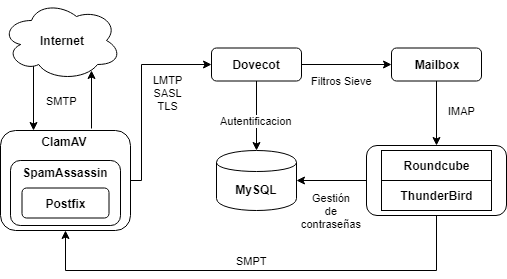 Internet
SMTP
ClamAV
SpamAssassin
Postfix
LMTP
SASL
TLS
Dovecot
Filtros Sieve
Mailbox
Autentificacion
IMAP
MySQL
Roundcube
ThunderBird
Gestión
de
contraseñas
SMPT